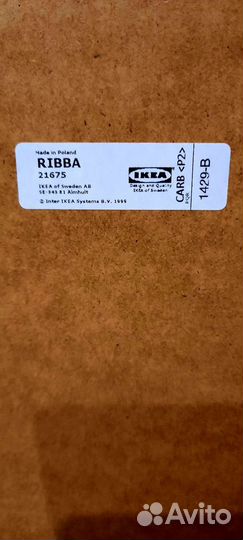 Made in Poland
RIBBA
21675
IKEA of Sweden AB
SE-343 81 Älmhult
© Inter IKEA Systems B.V. 1999
IKEA
Design and Quality
IKEA of Sweden
CARB <P2>
1429-B
Avito